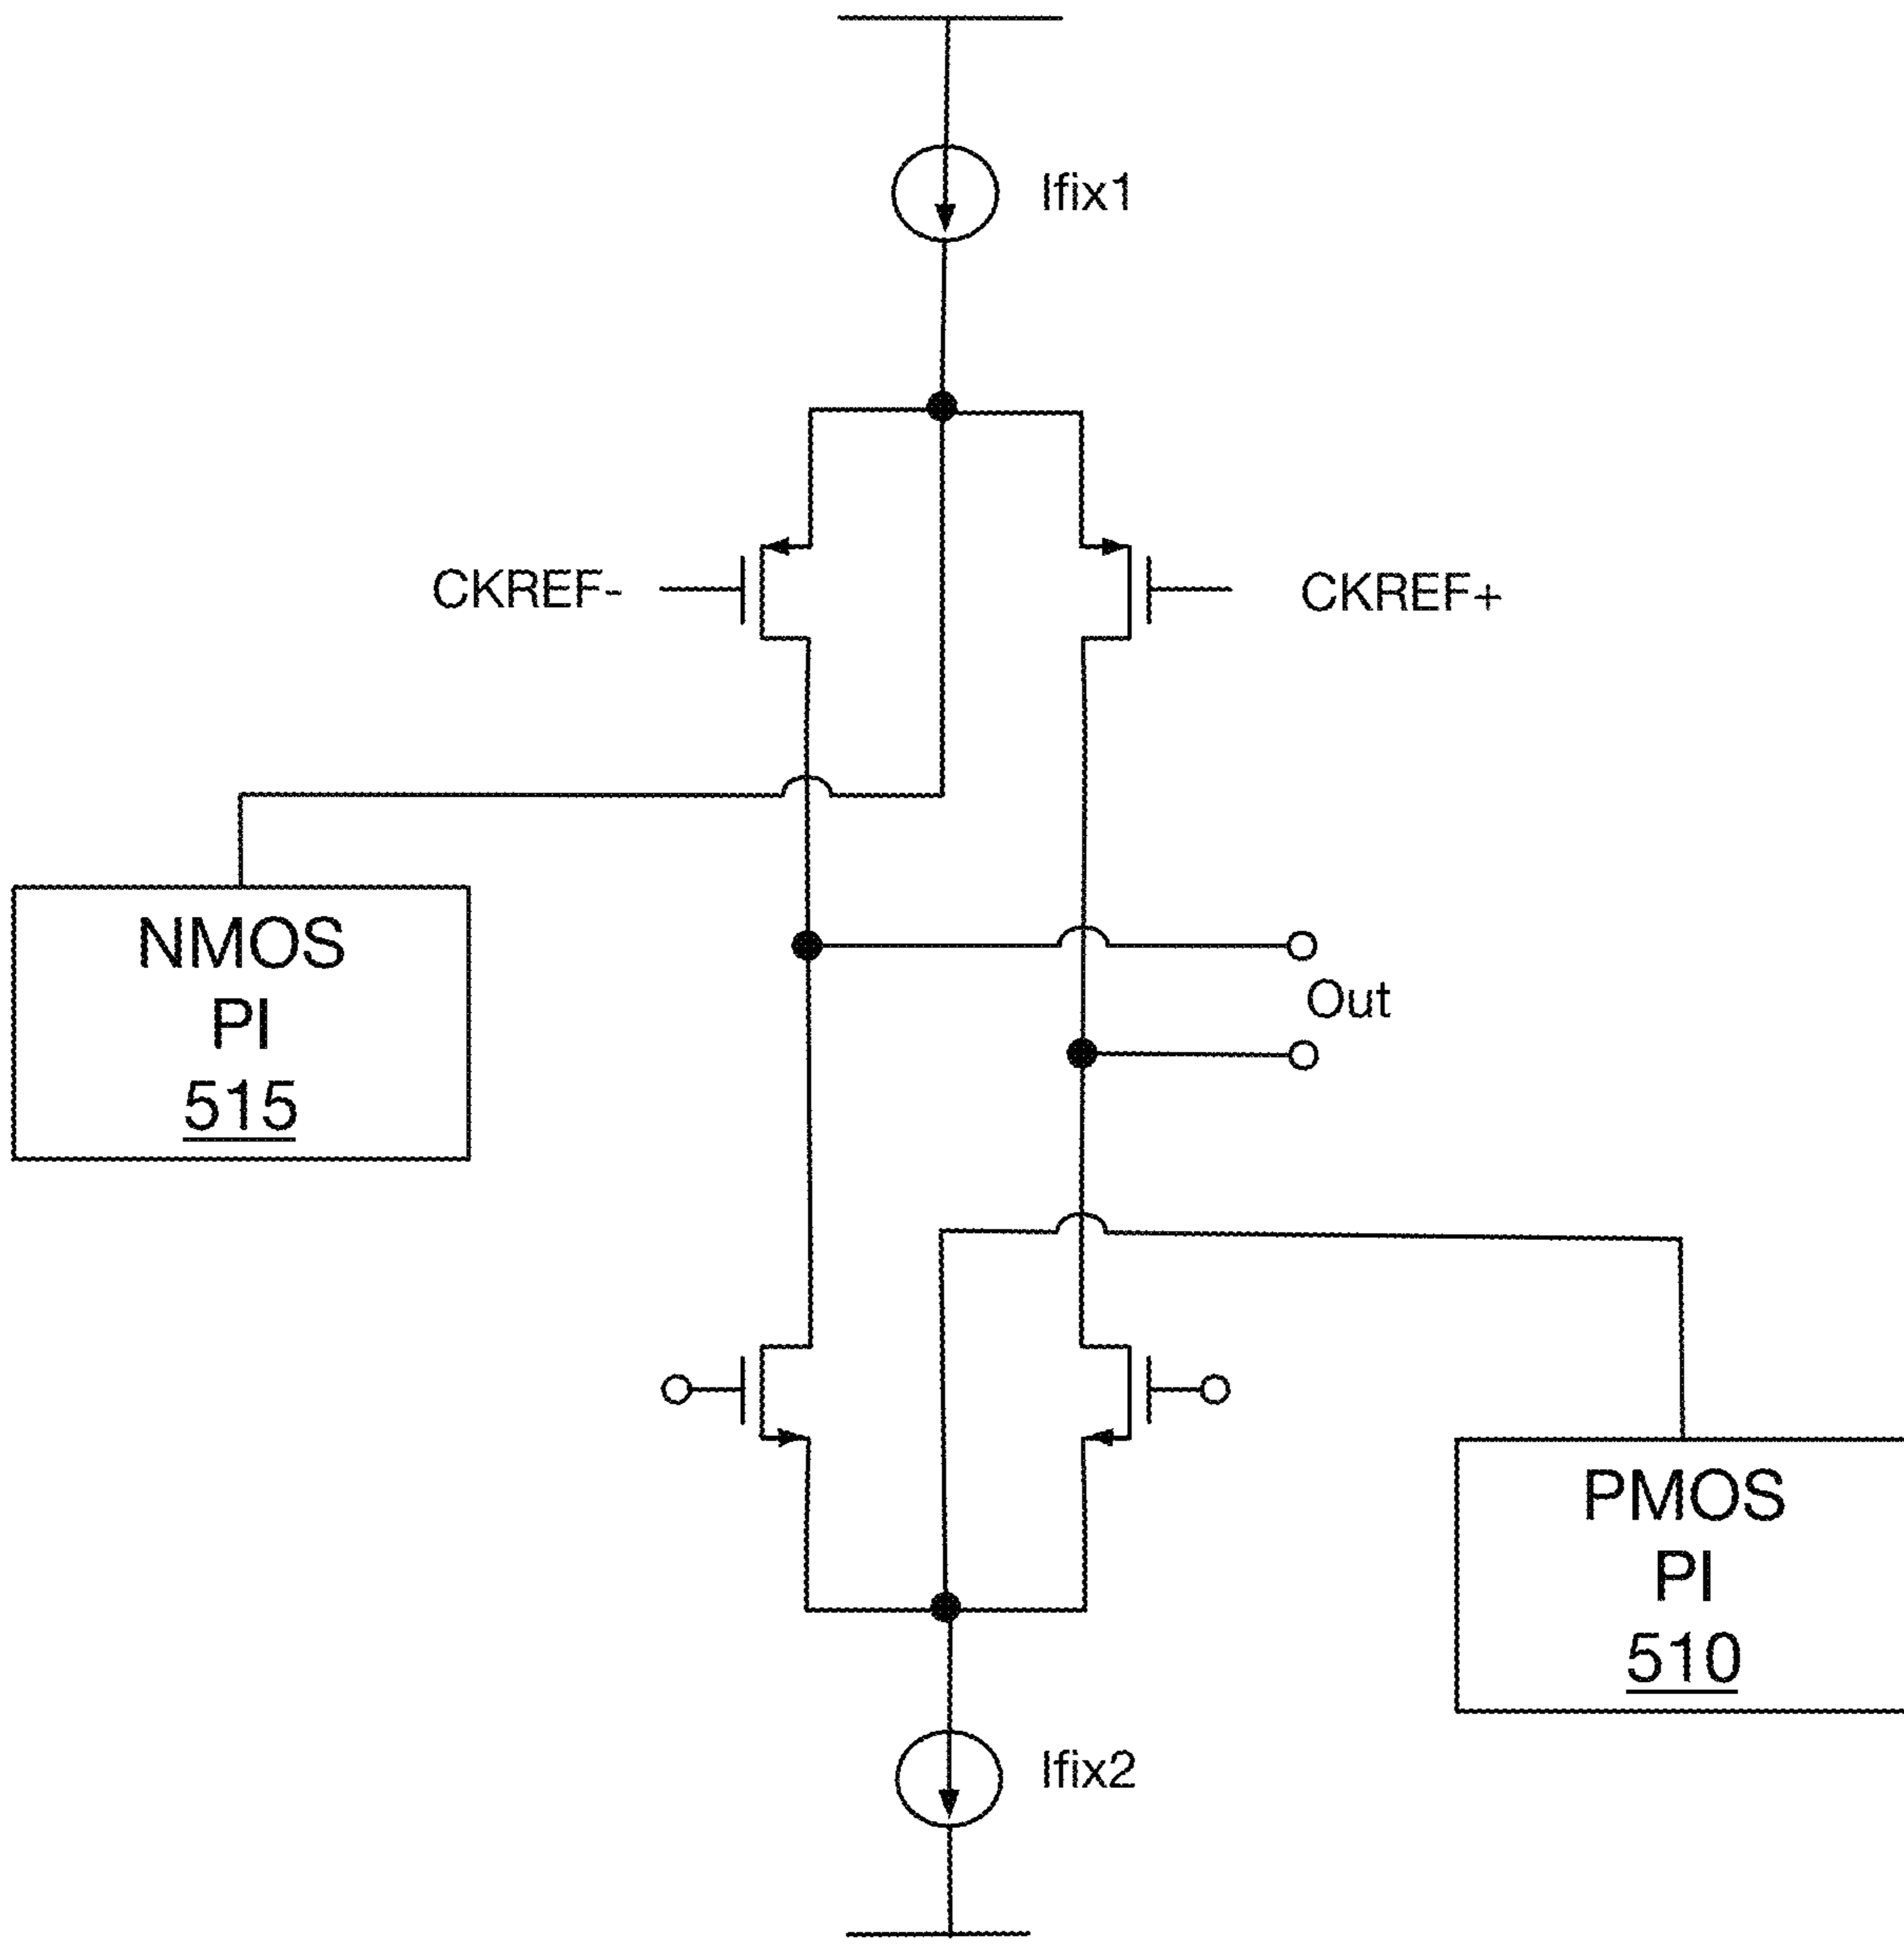 Ifix1
CKREF-
CKREF+
NMOS
PI
515
Out
PMOS
PI
510
Ifix2